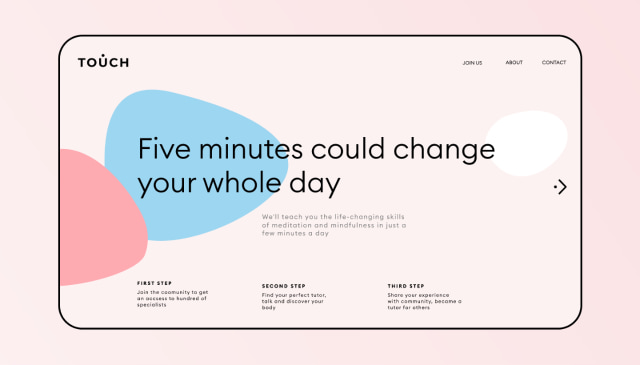 TOUCH
JOIN US
ABOUT
CONTACT
Five minutes could change
your whole day
We'll teach you the life-changing skills
of meditation and mindfulness in just a
few minutes a day
FIRST STEP
Join the coomunity to get
an acccess to hundred of
specialists
SECOND STEP
Find your perfect tutor,
talk and discover your
body
THIRD STEP
Share your experience
with community, became a
tutor for others